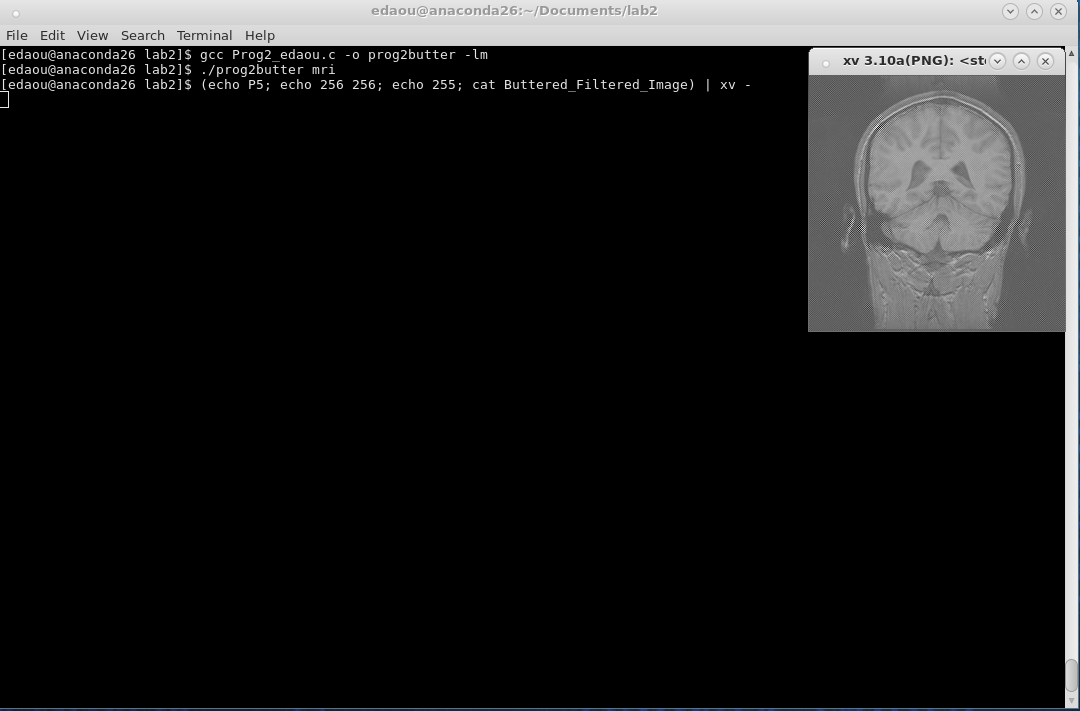 edaou@anaconda26:~/Documents/lab2
File Edit View Search Terminal Help
[edaou@anaconda26 lab2]$ gcc Prog2_edaou.c -o prog2butter -lm
[edaou@anaconda26 lab2]$ ./prog2butter mri
[edaou@anaconda26 lab2]$ (echo P5; echo 256 256; echo 255; cat Buttered_Filtered_Image) | xv -
xv 3.10a(PNG): <st